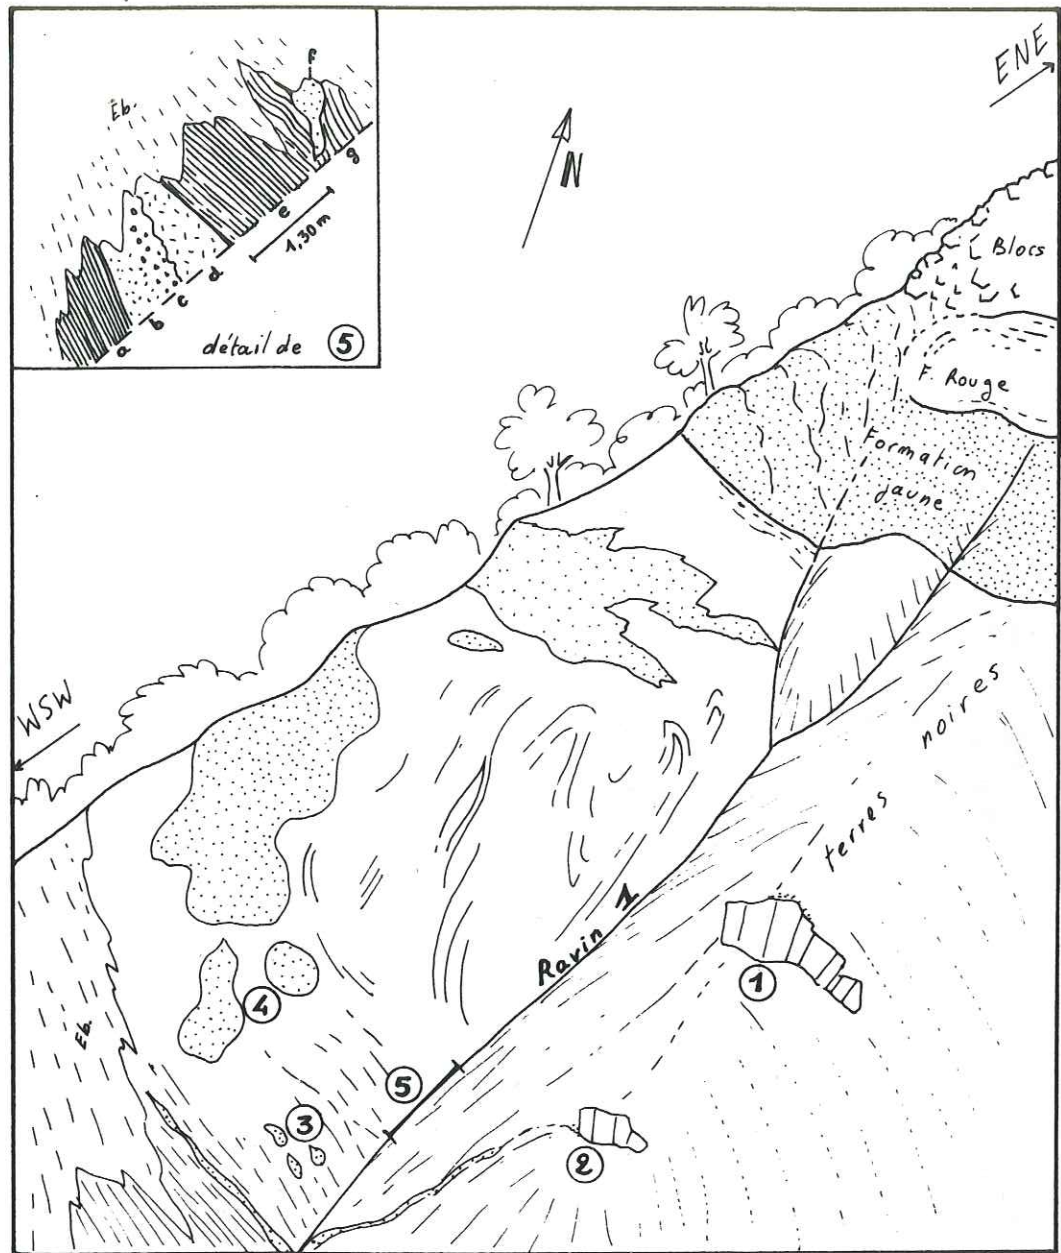 f
Éb.
g
e
1,30 m
d
c
b
a
détail de 5
ENE
N
Blocs
F. Rouge
Formation
Jaune
WSW
noires
terres
Ravin 1
1
4
Eb.
5
3
2